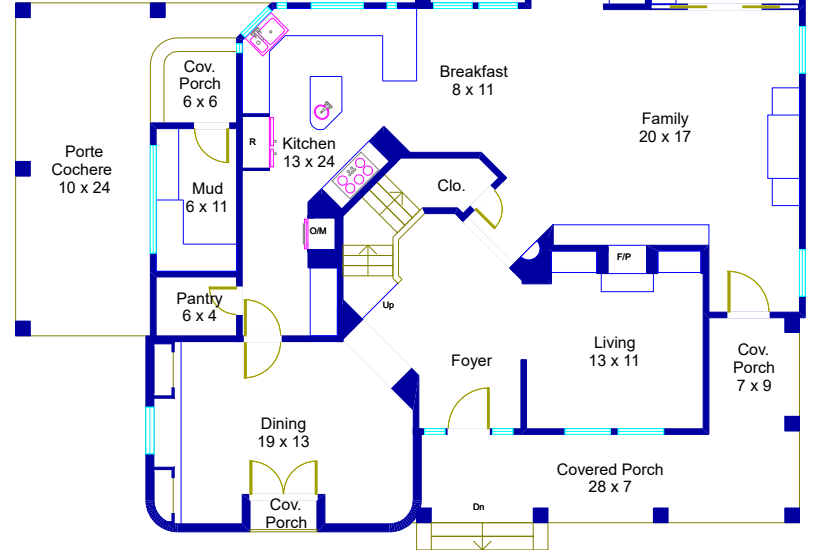 Cov.
Porch
6 x 6
Breakfast
8 x 11
Family
20 x 17
R
Kitchen
13 x 24
Porte
Cochere
10 x 24
Mud
6 x 11
Clo.
O/M
F/P
Pantry
6 x 4
Up
Living
13 x 11
Foyer
Cov.
Porch
7 x 9
Dining
19 x 13
Covered Porch
28 x 7
Cov.
Porch
Dn